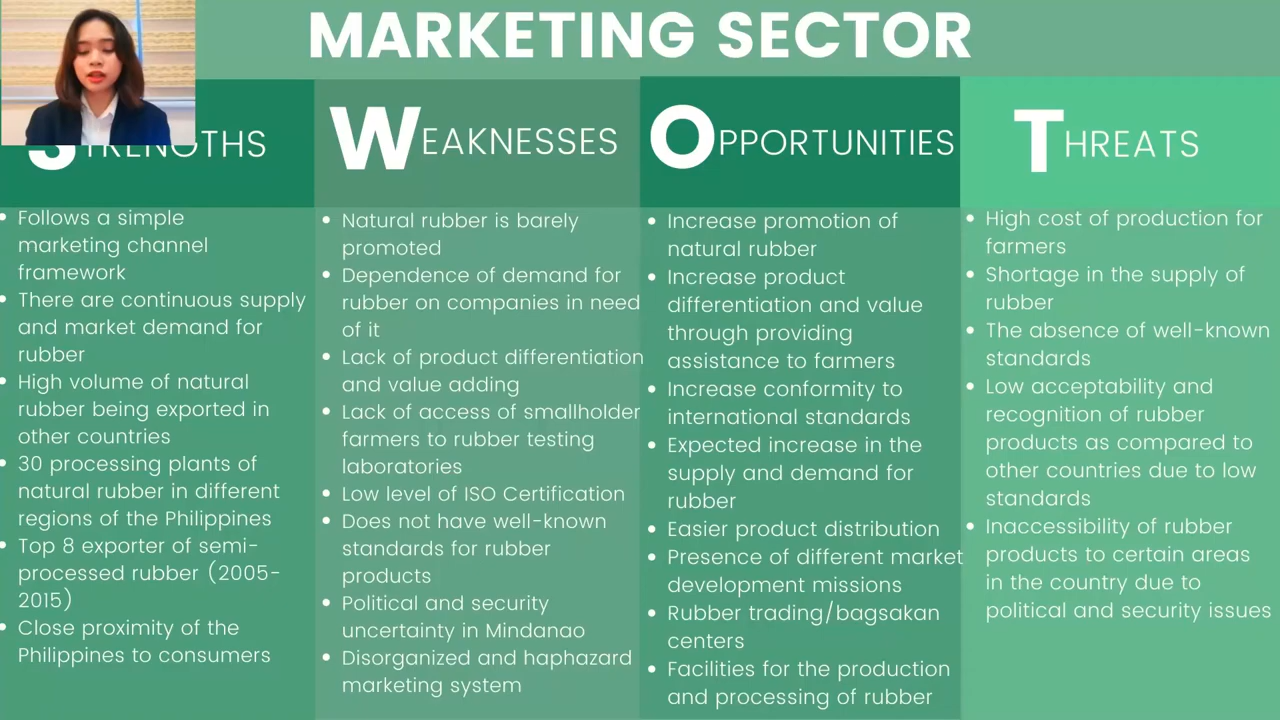 MARKETING SECTOR
STRENGTHS
Follows a simple
marketing channel
framework
There are continuous supply
and market demand for
rubber
High volume of natural
rubber being exported in
other countries
30 processing plants of
natural rubber in different
regions of the Philippines
Top 8 exporter of semi-
processed rubber (2005-
2015)
Close proximity of the
Philippines to consumers
WEAKNESSES
Natural rubber is barely
promoted
Dependence of demand for
rubber on companies in need
of it
Lack of product differentiation
and value adding
Lack of access of smallholder
farmers to rubber testing
laboratories
Low level of ISO Certification
Does not have well-known
standards for rubber
products
Political and security
uncertainty in Mindanao
Disorganized and haphazard
marketing system
OPPORTUNITIES
Increase promotion of
natural rubber
Increase product
differentiation and value
through providing
assistance to farmers
Increase conformity to
international standards
Expected increase in the
supply and demand for
rubber
Easier product distribution
Presence of different market
development missions
Rubber trading/bagsakan
centers
Facilities for the production
and processing of rubber
THREATS
High cost of production for
farmers
Shortage in the supply of
rubber
The absence of well-known
standards
Low acceptability and
recognition of rubber
products as compared to
other countries due to low
standards
Inaccessibility of rubber
products to certain areas
in the country due to
political and security issues